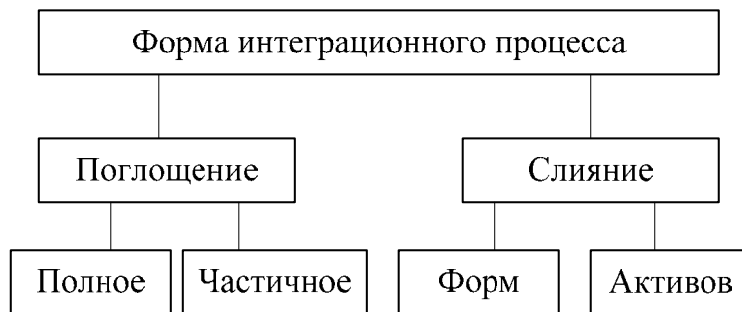 Форма интеграционного процесса
Поглощение
Слияние
Полное
Частичное
Форм
Активов